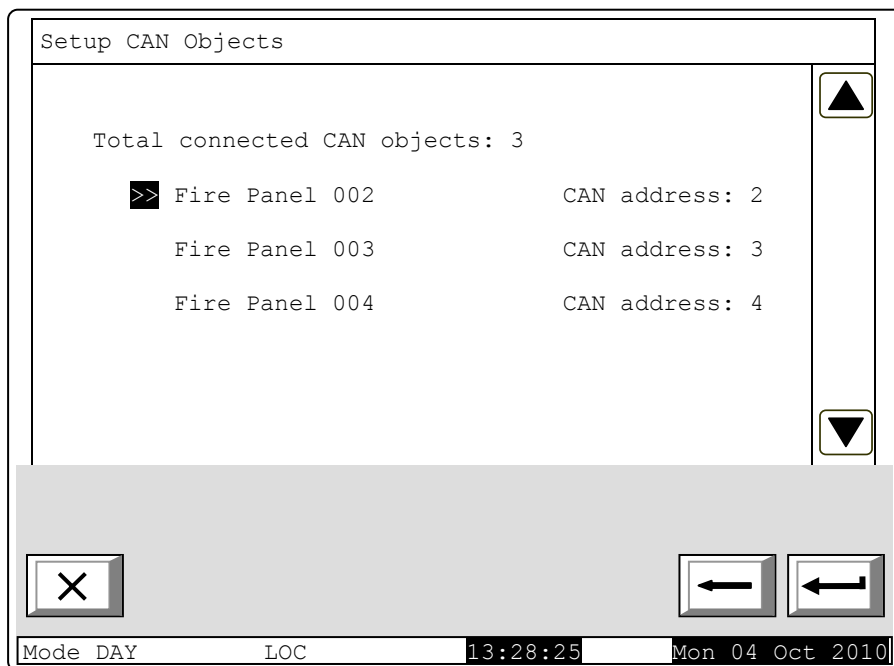 Setup CAN Objects
Total connected CAN objects: 3
>> Fire Panel 002 CAN address: 2
Fire Panel 003 CAN address: 3
Fire Panel 004 CAN address: 4
Mode DAY LOC 13:28:25 Mon 04 Oct 2010